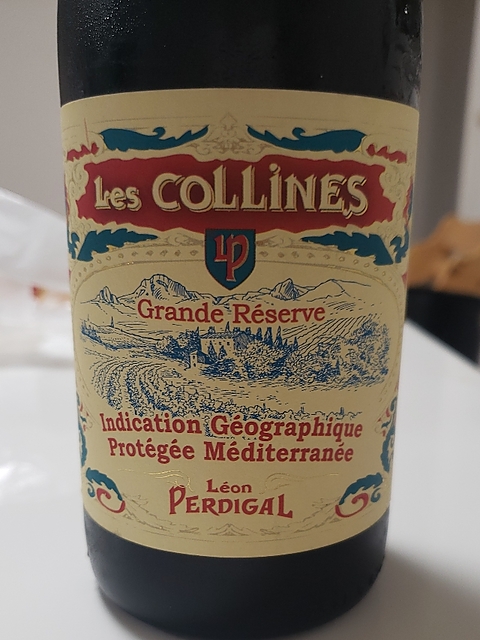 Les COLLINES
LP
Grande Réserve
Indication Géographique
Protégée Méditerranée
Léon
PERDIGAL